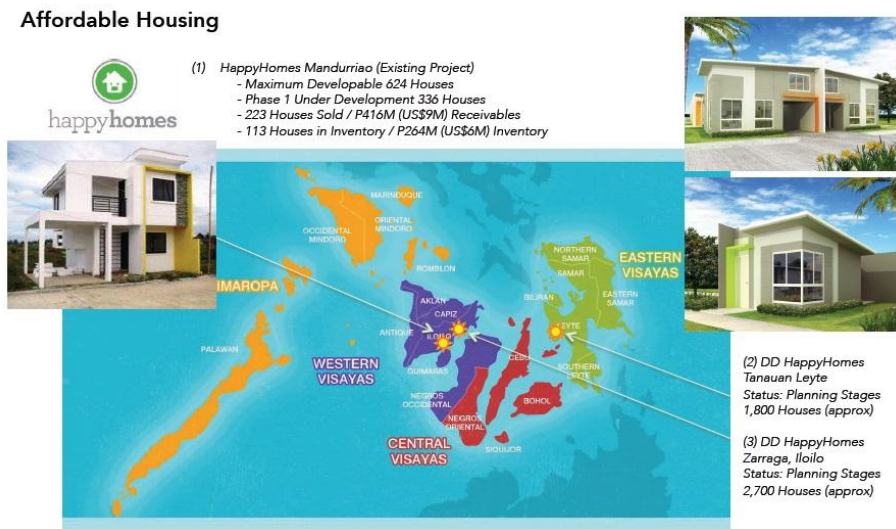 Affordable Housing
happyhomes
(1) HappyHomes Mandurriao (Existing Project)
- Maximum Developable 624 Houses
- Phase 1 Under Development 336 Houses
- 223 Houses Sold / P416M (US$9M) Receivables
- 113 Houses in Inventory / P264M (US$6M) Inventory
MARINDUQUE
OCCIDENTAL
MINDORO
ORIENTAL
MINDORO
ROMBLON
IMAROPA
PALAWAN
AKLAN
CAPIZ
ANTIQUE
ILOILO
GUIMARAS
WESTERN
VISAYAS
NEGROS
OCCIDENTAL
NEGROS
ORIENTAL
CENTRAL
VISAYAS
SIQUIJOR
CEBU
BOHOL
NORTHERN
SAMAR
SAMAR
EASTERN
VISAYAS
BILIRAN
EASTERN
SAMAR
LEYTE
SOUTHERN
LEYTE
(2) DD HappyHomes
Tanauan Leyte
Status: Planning Stages
1,800 Houses (approx)
(3) DD HappyHomes
Zarraga, Iloilo
Status: Planning Stages
2,700 Houses (approx)